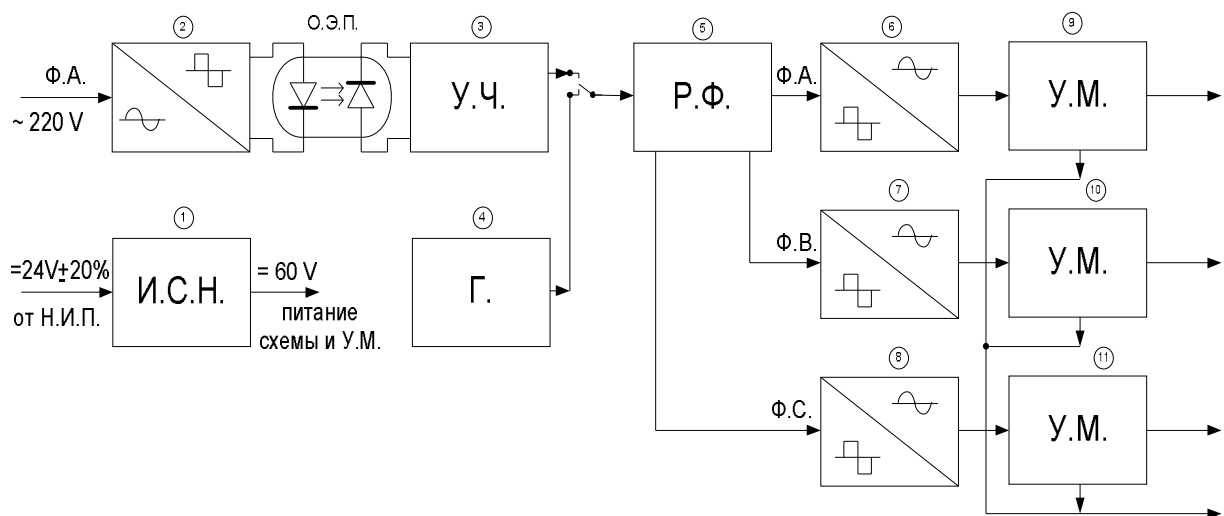 2
О.Э.П.
3
5
6
9
Ф.А.
~ 220 V
У.Ч.
Р.Ф.
Ф.А.
У.М.
1
4
7
10
=24V±20%
от Н.И.П.
И.С.Н.
= 60 V
питание
схемы и У.М.
Г.
Ф.В.
У.М.
8
11
Ф.С.
У.М.